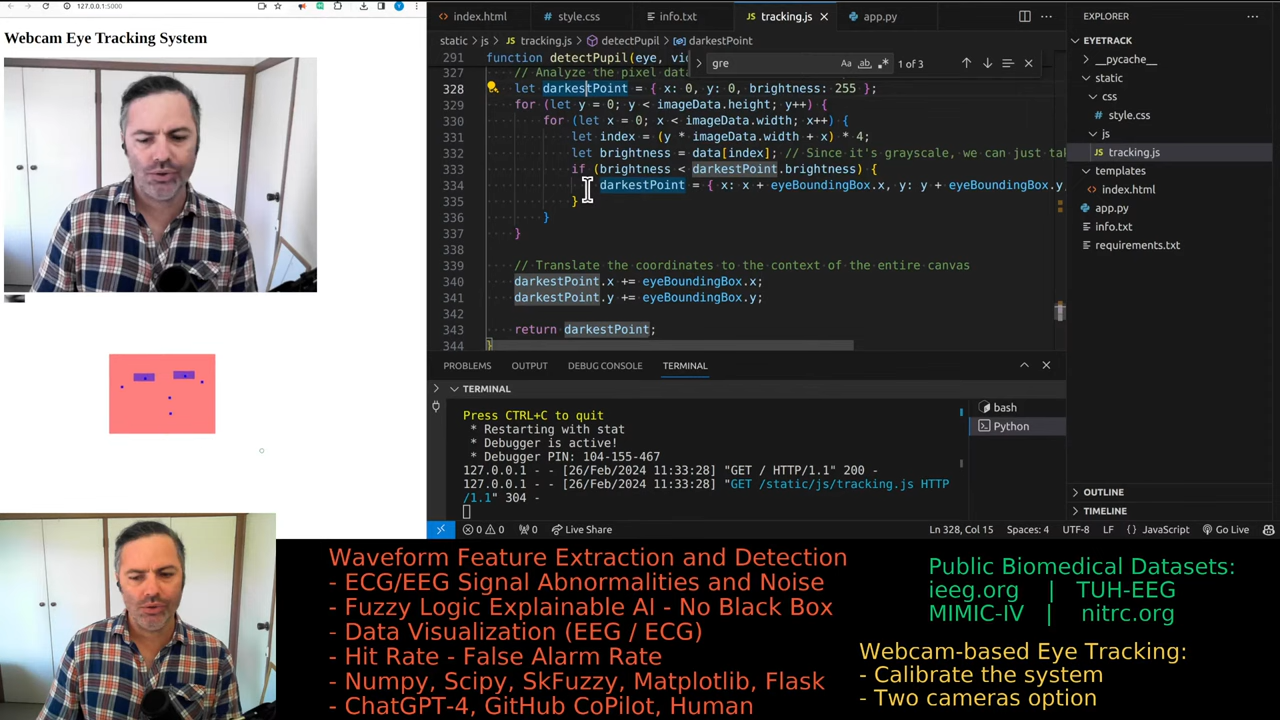 127.0.0.1:5000
Webcam Eye Tracking System
index.html
style.css
info.txt
tracking.js
app.py
static > js > tracking.js > detectPupil > darkestPoint
gre
Aa
ab
1 of 3
291 function detectPupil(eye, vi
327 // Analyze the pixel dat
328 let darkestPoint = { x: 0, y: 0, brightness: 255 };
329 for (let y = 0; y < imageData.height; y++) {
330 for (let x = 0; x < imageData.width; x++) {
331 let index = (y * imageData.width + x) * 4;
332 let brightness = data[index]; // Since it's grayscale, we can just ta
333 if (brightness < darkestPoint.brightness) {
334 darkestPoint = { x: x + eyeBoundingBox.x, y: y + eyeBoundingBox.y,
335 }
336 }
337 }
338
339 // Translate the coordinates to the context of the entire canvas
340 darkestPoint.x += eyeBoundingBox.x;
341 darkestPoint.y += eyeBoundingBox.y;
342
343 return darkestPoint;
344 }
PROBLEMS OUTPUT DEBUG CONSOLE TERMINAL
TERMINAL
Press CTRL+C to quit
* Restarting with stat
* Debugger is active!
* Debugger PIN: 104-155-467
127.0.0.1 - - [26/Feb/2024 11:33:28] "GET / HTTP/1.1" 200 -
127.0.0.1 - - [26/Feb/2024 11:33:28] "GET /static/js/tracking.js HTTP
/1.1" 304 -
bash
Python
EXPLORER
EYETRACK
__pycache__
static
css
style.css
js
tracking.js
templates
index.html
app.py
info.txt
requirements.txt
OUTLINE
TIMELINE
0 0 0 Live Share
Ln 328, Col 15 Spaces: 4 UTF-8 LF {} JavaScript Go Live
Waveform Feature Extraction and Detection
- ECG/EEG Signal Abnormalities and Noise
- Fuzzy Logic Explainable AI - No Black Box
- Data Visualization (EEG / ECG)
- Hit Rate - False Alarm Rate
- Numpy, Scipy, SkFuzzy, Matplotlib, Flask
- ChatGPT-4, GitHub CoPilot, Human
Public Biomedical Datasets:
ieeg.org | TUH-EEG
MIMIC-IV | nitrc.org
Webcam-based Eye Tracking:
- Calibrate the system
- Two cameras option